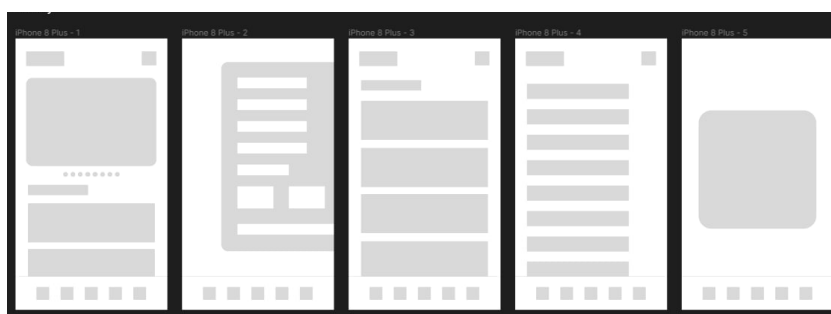 iPhone 8 Plus - 1
iPhone 8 Plus - 2
iPhone 8 Plus - 3
iPhone 8 Plus - 4
iPhone 8 Plus - 5